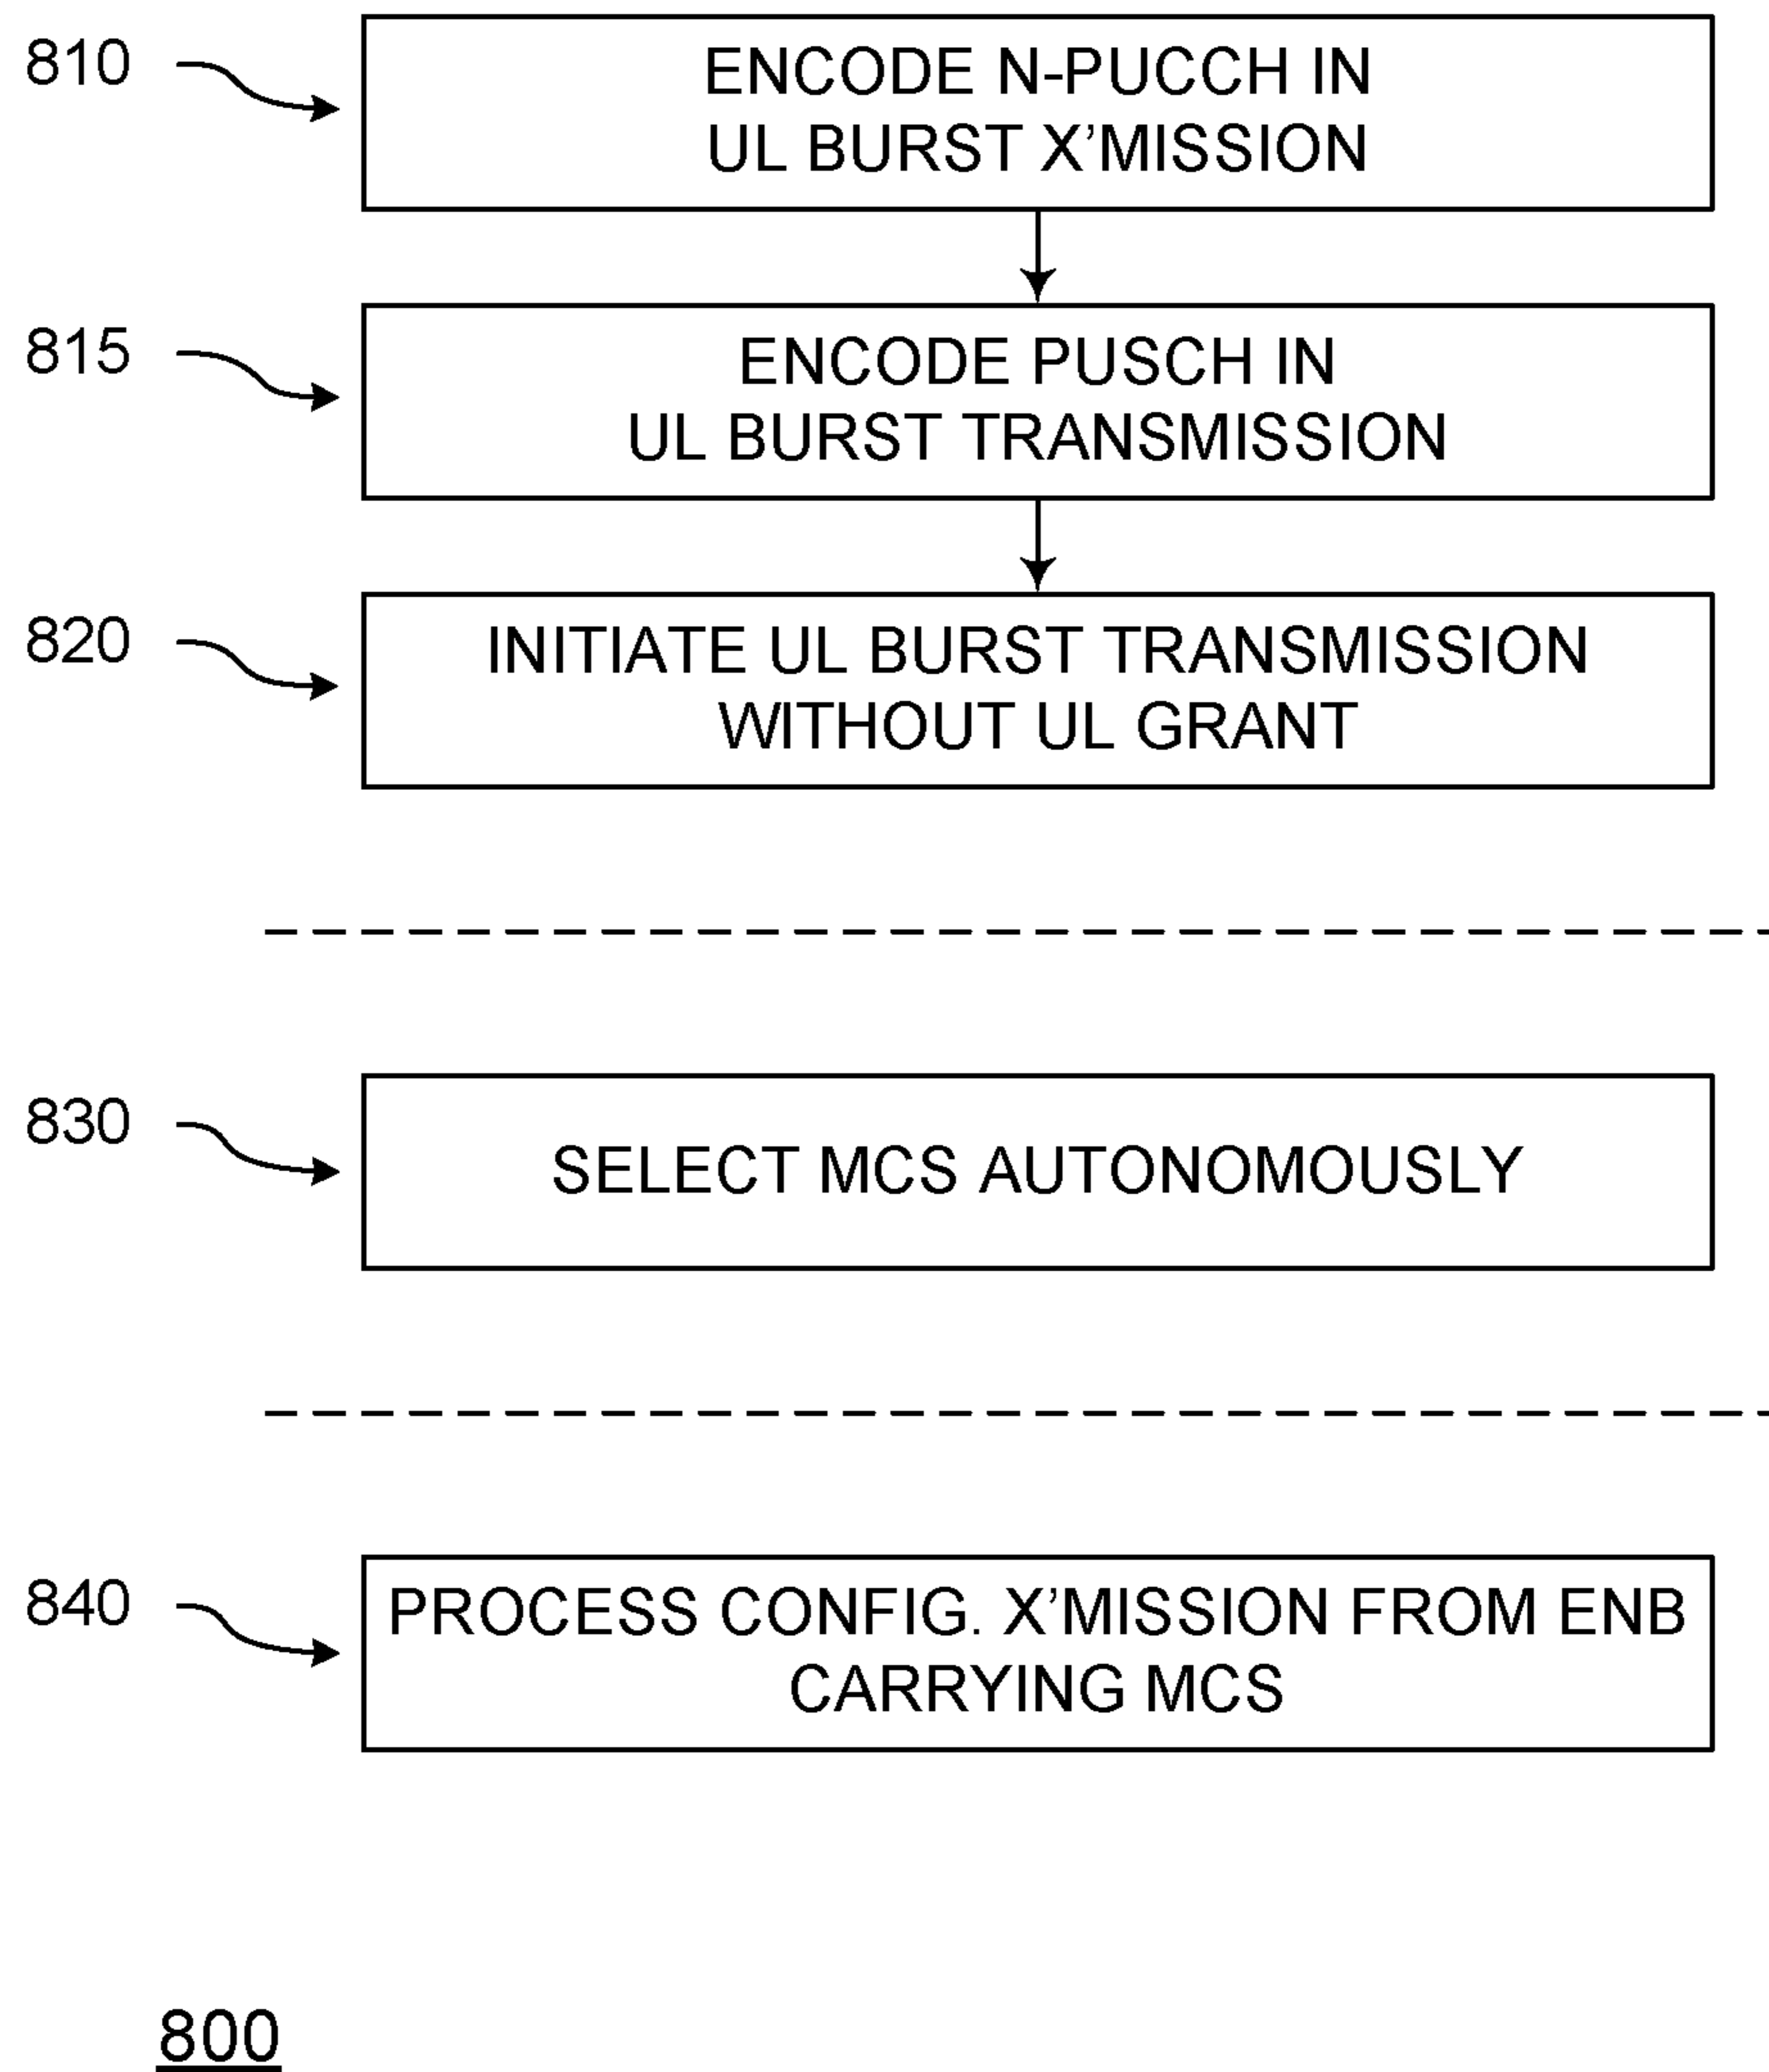 810
ENCODE N-PUCCH IN
UL BURST X'MISSION
815
ENCODE PUSCH IN
UL BURST TRANSMISSION
820
INITIATE UL BURST TRANSMISSION
WITHOUT UL GRANT
830
SELECT MCS AUTONOMOUSLY
840
PROCESS CONFIG. X'MISSION FROM ENB
CARRYING MCS
800